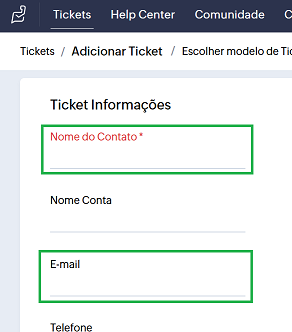 Tickets Help Center Comunidade C
Tickets / Adicionar Ticket / Escolher modelo de Tic
Ticket Informações
Nome do Contato *
Nome Conta
E-mail
Telefone